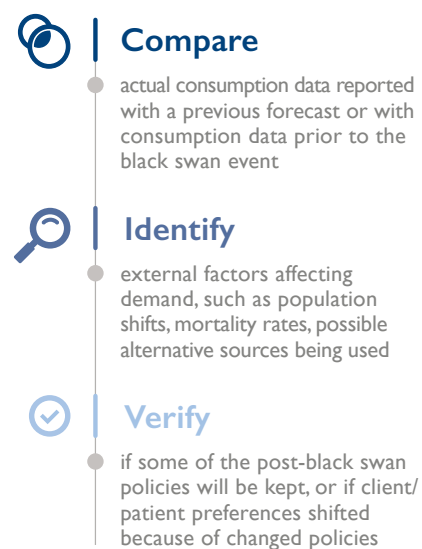 Compare
actual consumption data reported
with a previous forecast or with
consumption data prior to the
black swan event
Identify
external factors affecting
demand, such as population
shifts, mortality rates, possible
alternative sources being used
Verify
if some of the post-black swan
policies will be kept, or if client/
patient preferences shifted
because of changed policies